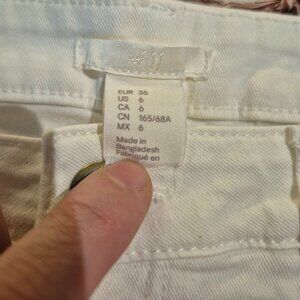 H&M
EUR 36
US 6
CA 6
CN 165/68A
MX 6
Made in
Bangladesh
Fabriqué en